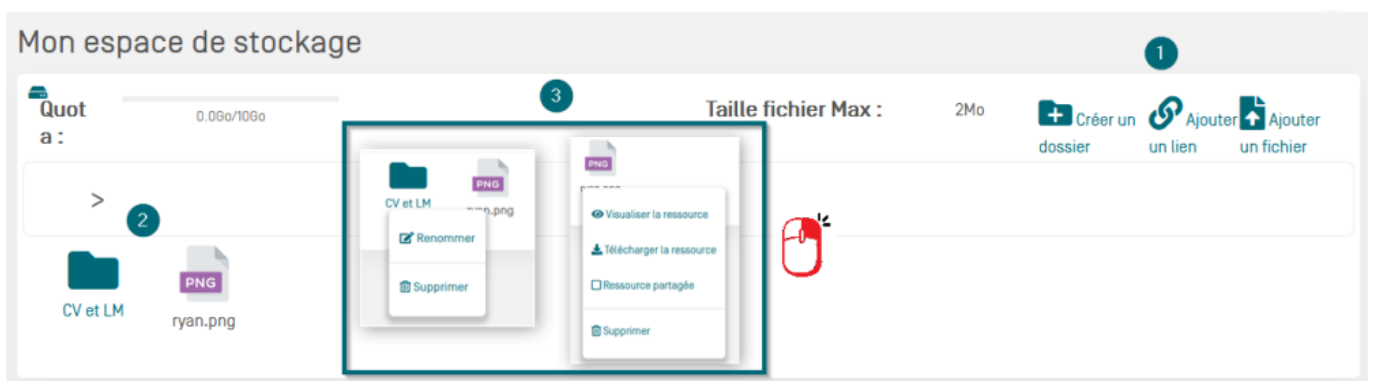 Mon espace de stockage
1
Quot
a :
0.0Go/10Go
3
Taille fichier Max :
2Mo
Créer un
dossier
Ajouter
un lien
Ajouter
un fichier
>
2
PNG
CV et LM
ryan.png
PNG
CV et LM
Renommer
Supprimer
PNG
Visualiser la ressource
Télécharger la ressource
Ressource partagée
Supprimer